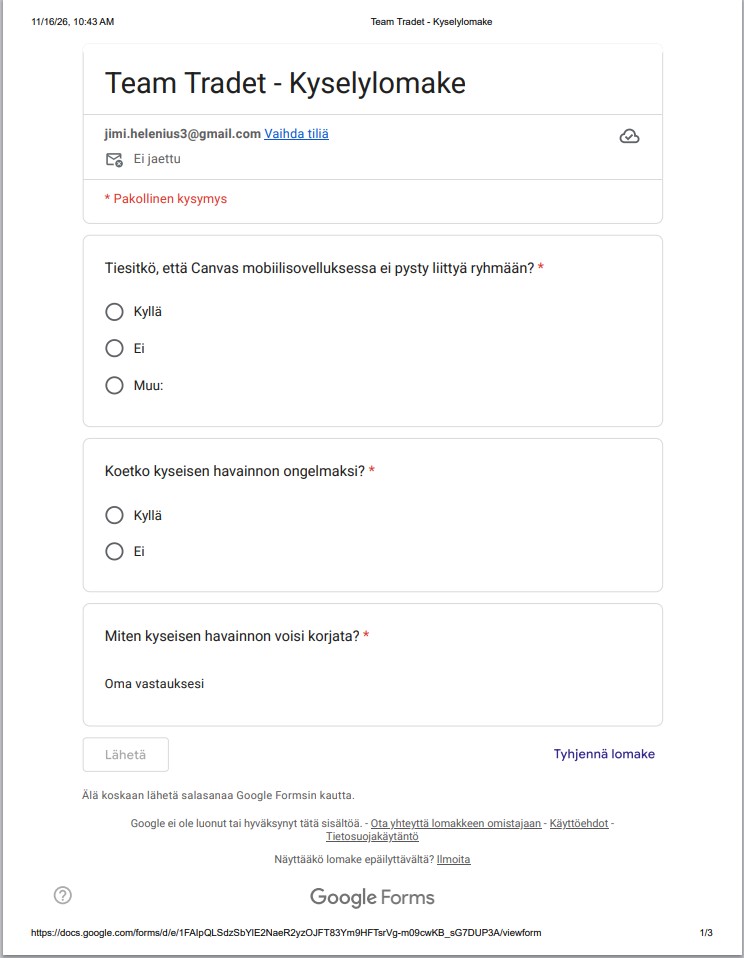 11/16/26, 10:43 AM Team Tradet - Kyselylomake
Team Tradet - Kyselylomake
jimi.helenius3@gmail.com Vaihda tiliä
Ei jaettu
* Pakollinen kysymys
Tiesitkö, että Canvas mobiilisovelluksessa ei pysty liittyä ryhmään? *
Kyllä
Ei
Muu:
Koetko kyseisen havainnon ongelmaksi? *
Kyllä
Ei
Miten kyseisen havainnon voisi korjata? *
Oma vastauksesi
Lähetä Tyhjennä lomake
Älä koskaan lähetä salasanaa Google Formsin kautta.
Google ei ole luonut tai hyväksynyt tätä sisältöä. - Ota yhteyttä lomakkeen omistajaan - Käyttöehdot -
Tietosuojakäytäntö
Näyttääkö lomake epäilyttävältä? Ilmoita
Google Forms
https://docs.google.com/forms/d/e/1FAIpQLSdzSbYIE2NaeR2yzOJFT83Ym9HFTsrVg-m09cwKB_sG7DUP3A/viewform 1/3